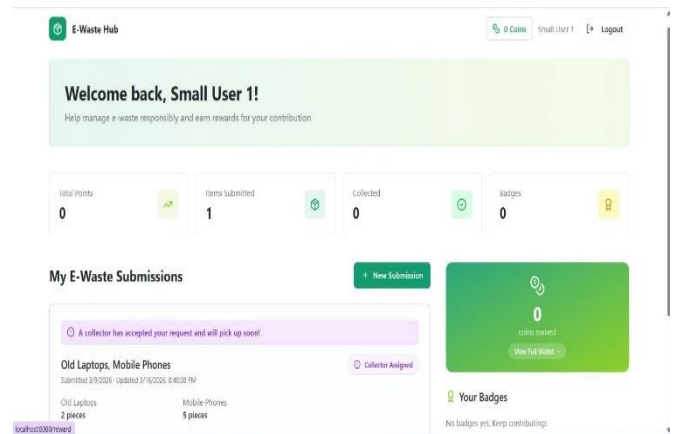 E-Waste Hub
0 Coins Small User 1 Logout
Welcome back, Small User 1!
Help manage e-waste responsibly and earn rewards for your contribution
Total Points
0
Items Submitted
1
Collected
0
Badges
0
My E-Waste Submissions
+ New Submission
A collector has accepted your request and will pick up soon!
Old Laptops, Mobile Phones
Collector Assigned
Submitted 3/9/2026 · Updated 3/16/2026, 8:48:38 PM
Old Laptops
2 pieces
Mobile Phones
5 pieces
0
coins earned
View Full Wallet →
Your Badges
No badges yet. Keep contributing!
localhost:8080/reward